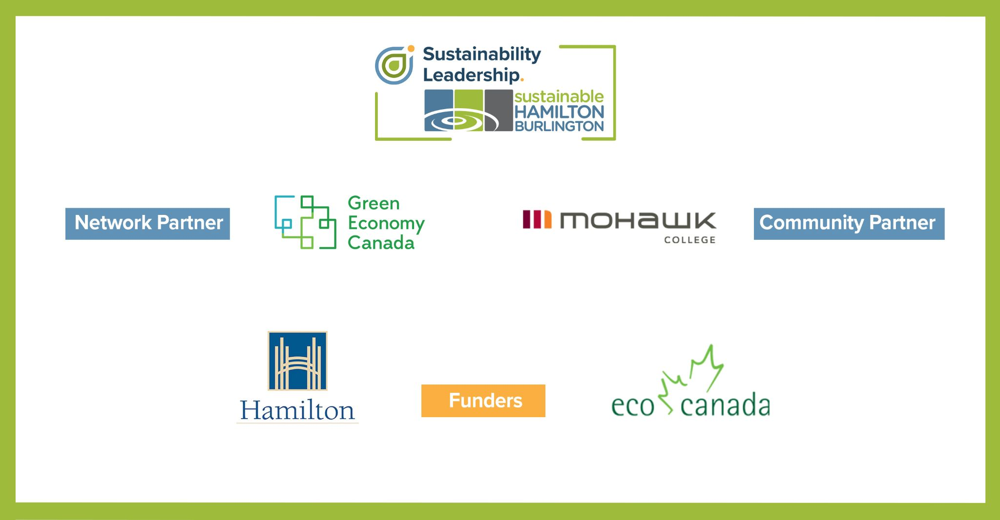 Sustainability
Leadership.
sustainable
HAMILTON
BURLINGTON
Network Partner
Green
Economy
Canada
mohawk
COLLEGE
Community Partner
Hamilton
Funders
eco canada